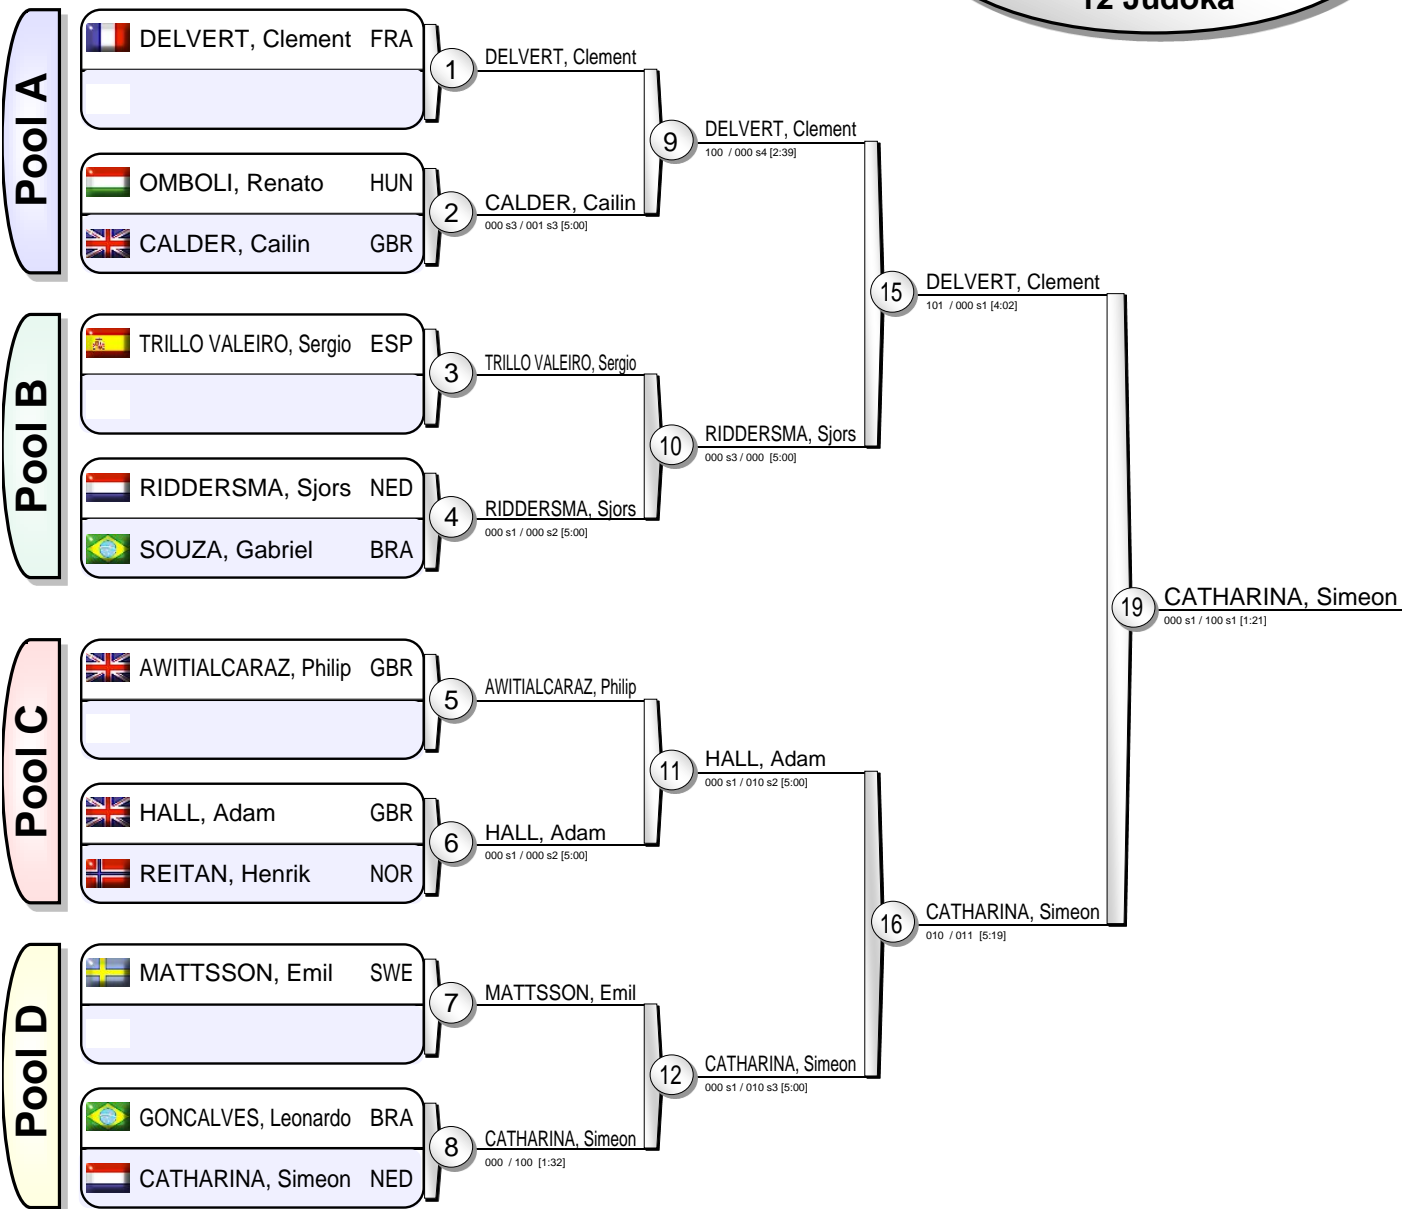 12 Judoka
Pool A
DELVERT, Clement FRA
1
DELVERT, Clement
OMBOLI, Renato HUN
CALDER, Cailin GBR
2
CALDER, Cailin
000 s3 / 001 s3 [5:00]
9
DELVERT, Clement
100 / 000 s4 [2:39]
Pool B
TRILLO VALEIRO, Sergio ESP
3
TRILLO VALEIRO, Sergio
RIDDERSMA, Sjors NED
SOUZA, Gabriel BRA
4
RIDDERSMA, Sjors
000 s1 / 000 s2 [5:00]
10
RIDDERSMA, Sjors
000 s3 / 000 [5:00]
15
DELVERT, Clement
101 / 000 s1 [4:02]
Pool C
AWITIALCARAZ, Philip GBR
5
AWITIALCARAZ, Philip
HALL, Adam GBR
REITAN, Henrik NOR
6
HALL, Adam
000 s1 / 000 s2 [5:00]
11
HALL, Adam
000 s1 / 010 s2 [5:00]
Pool D
MATTSSON, Emil SWE
7
MATTSSON, Emil
GONCALVES, Leonardo BRA
CATHARINA, Simeon NED
8
CATHARINA, Simeon
000 / 100 [1:32]
12
CATHARINA, Simeon
000 s1 / 010 s3 [5:00]
16
CATHARINA, Simeon
010 / 011 [5:19]
19
CATHARINA, Simeon
000 s1 / 100 s1 [1:21]